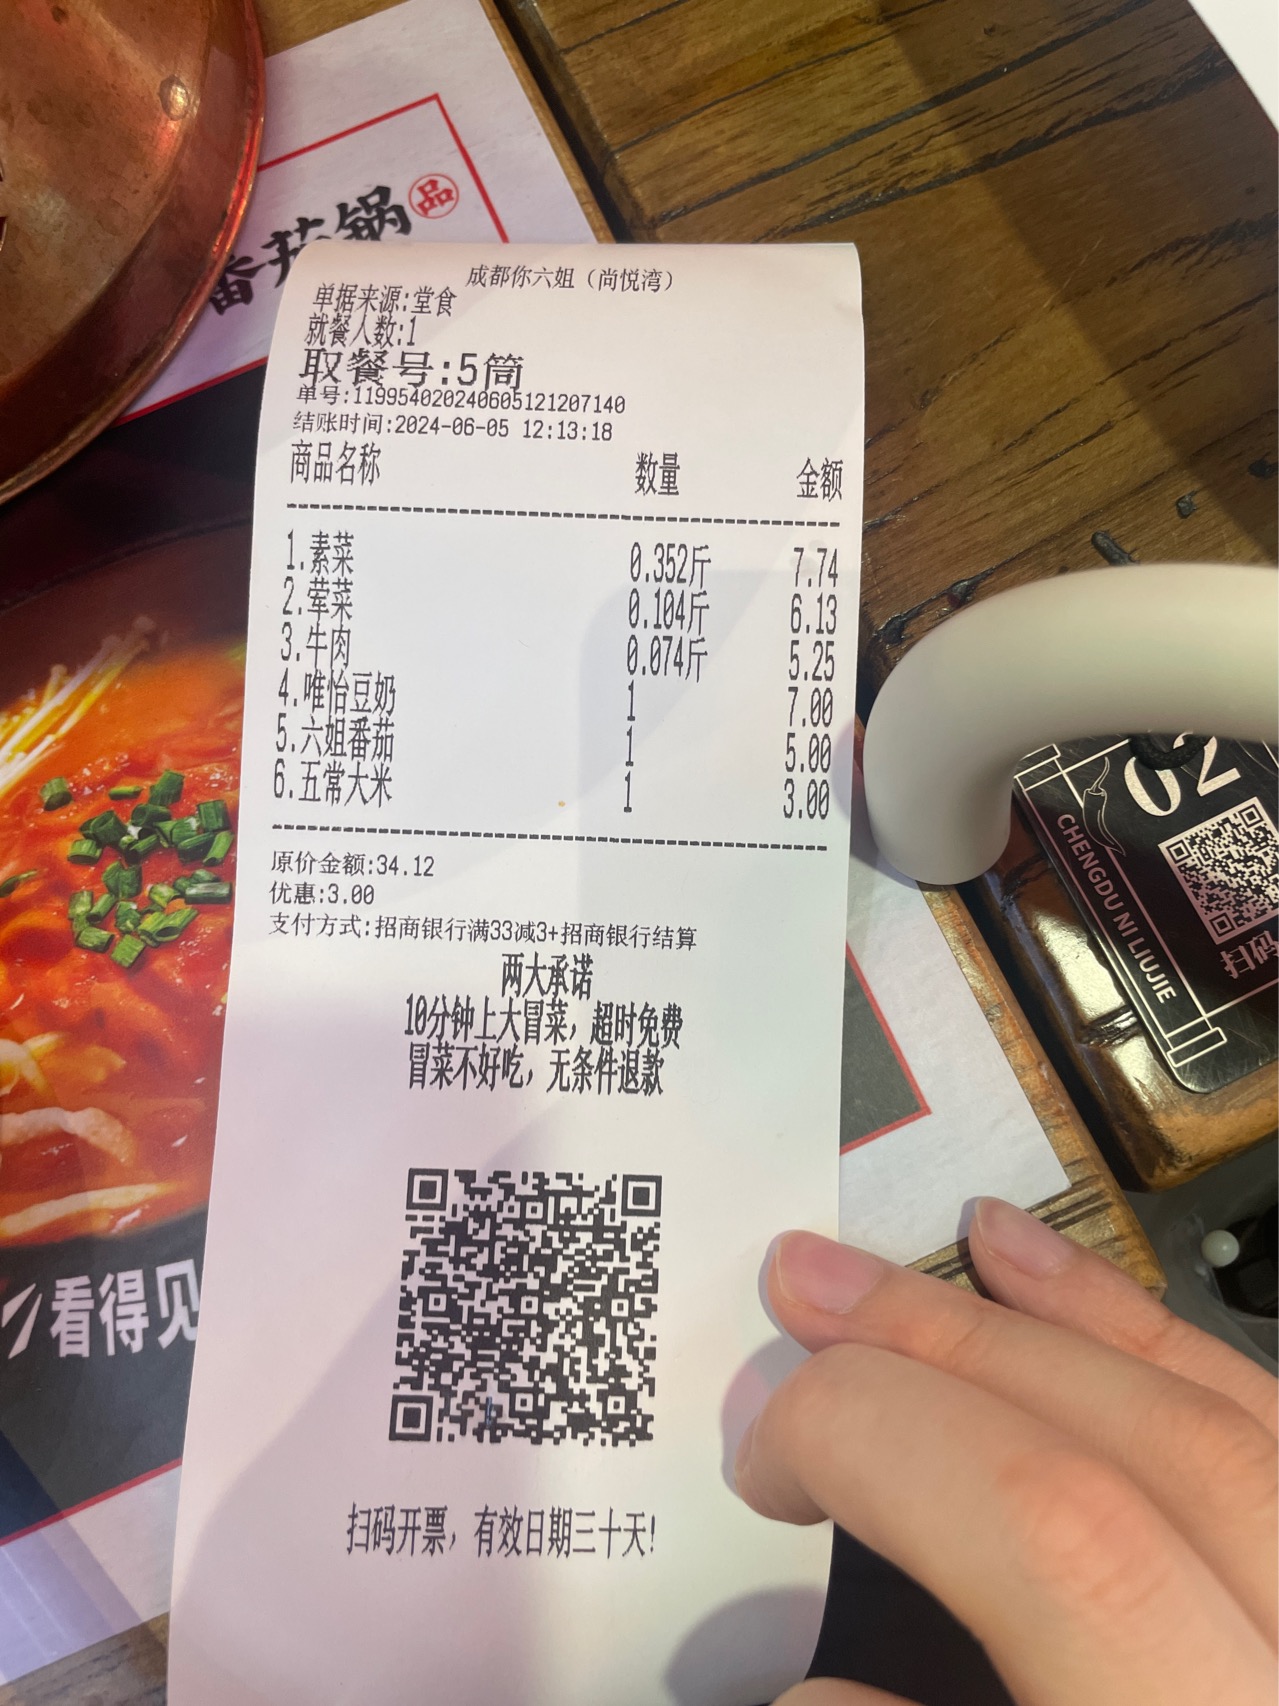 番茄锅
品
成都你六姐（尚悦湾）
单据来源:堂食
就餐人数:1
取餐号:5筒
单号:119954020240605121207140
结账时间:2024-06-05 12:13:18
商品名称 数量 金额
1.素菜 0.352斤 7.74
2.荤菜 0.104斤 6.13
3.牛肉 0.074斤 5.25
4.唯怡豆奶 1 7.00
5.六姐番茄 1 5.00
6.五常大米 1 3.00
原价金额:34.12
优惠:3.00
支付方式:招商银行满33减3+招商银行结算
两大承诺
10分钟上大冒菜，超时免费
冒菜不好吃，无条件退款
扫码开票，有效日期三十天!
看得见
02
CHENGDU NI LIUJIE
扫码